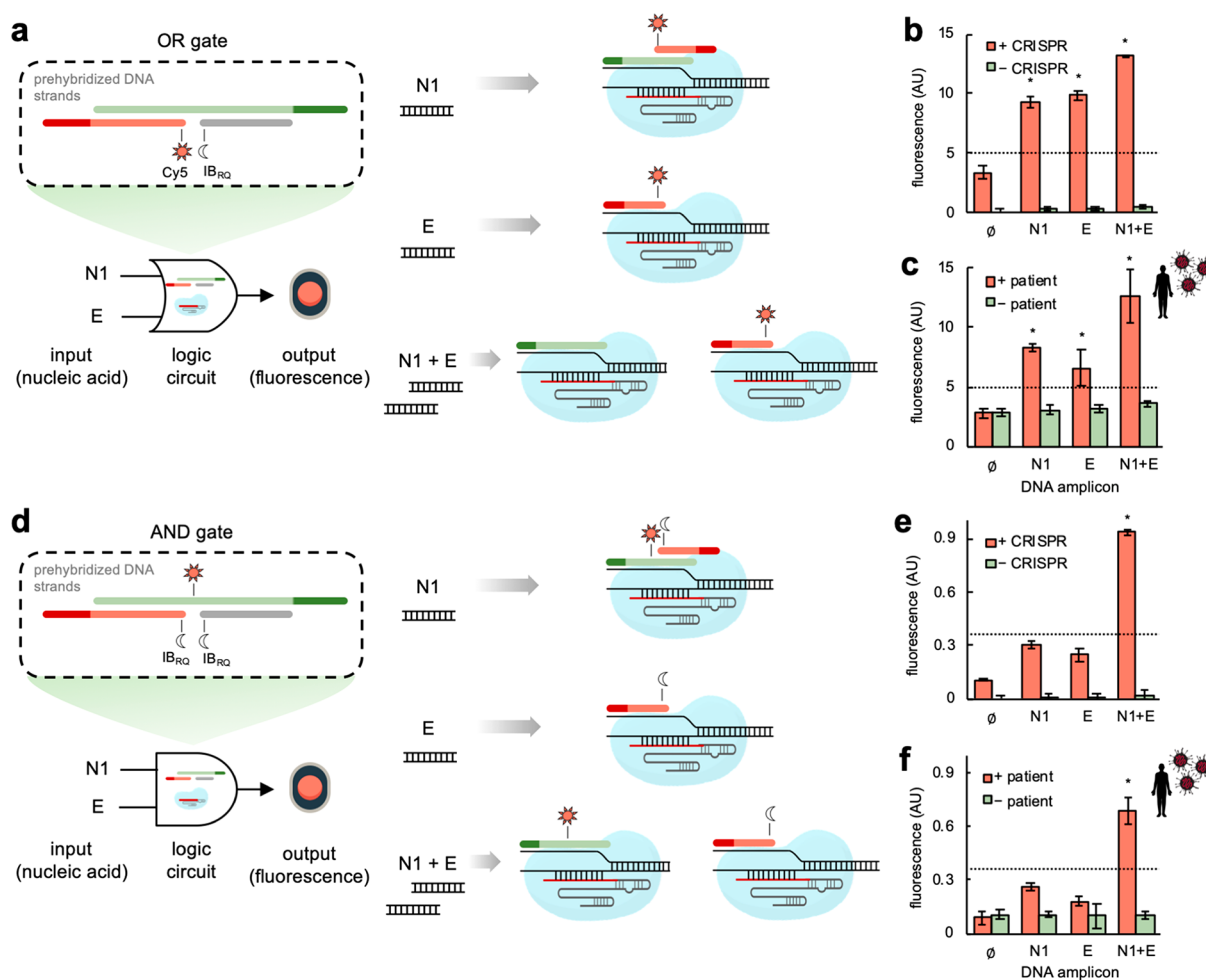 a
OR gate
prehybridized DNA
strands
Cy5
IBRQ
N1
E
input
(nucleic acid)
logic
circuit
output
(fluorescence)
N1
E
N1 + E
b
fluorescence (AU)
15
10
5
0
+ CRISPR
– CRISPR
*
*
*
ø
N1
E
N1+E
c
fluorescence (AU)
15
10
5
0
+ patient
– patient
*
*
*
ø
N1
E
N1+E
DNA amplicon
d
AND gate
prehybridized DNA
strands
IBRQ
IBRQ
N1
E
input
(nucleic acid)
logic
circuit
output
(fluorescence)
N1
E
N1 + E
e
fluorescence (AU)
0.9
0.6
0.3
0
+ CRISPR
– CRISPR
*
ø
N1
E
N1+E
f
fluorescence (AU)
0.9
0.6
0.3
0
+ patient
– patient
*
ø
N1
E
N1+E
DNA amplicon